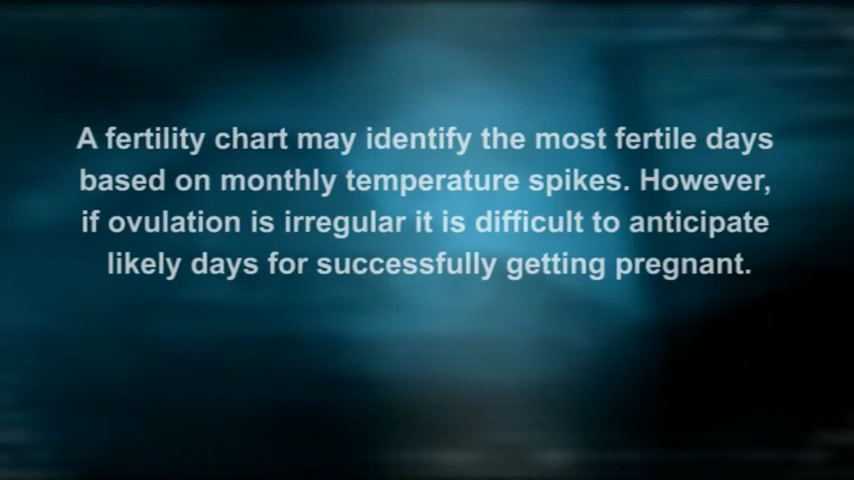 A fertility chart may identify the most fertile days
based on monthly temperature spikes. However,
if ovulation is irregular it is difficult to anticipate
likely days for successfully getting pregnant.